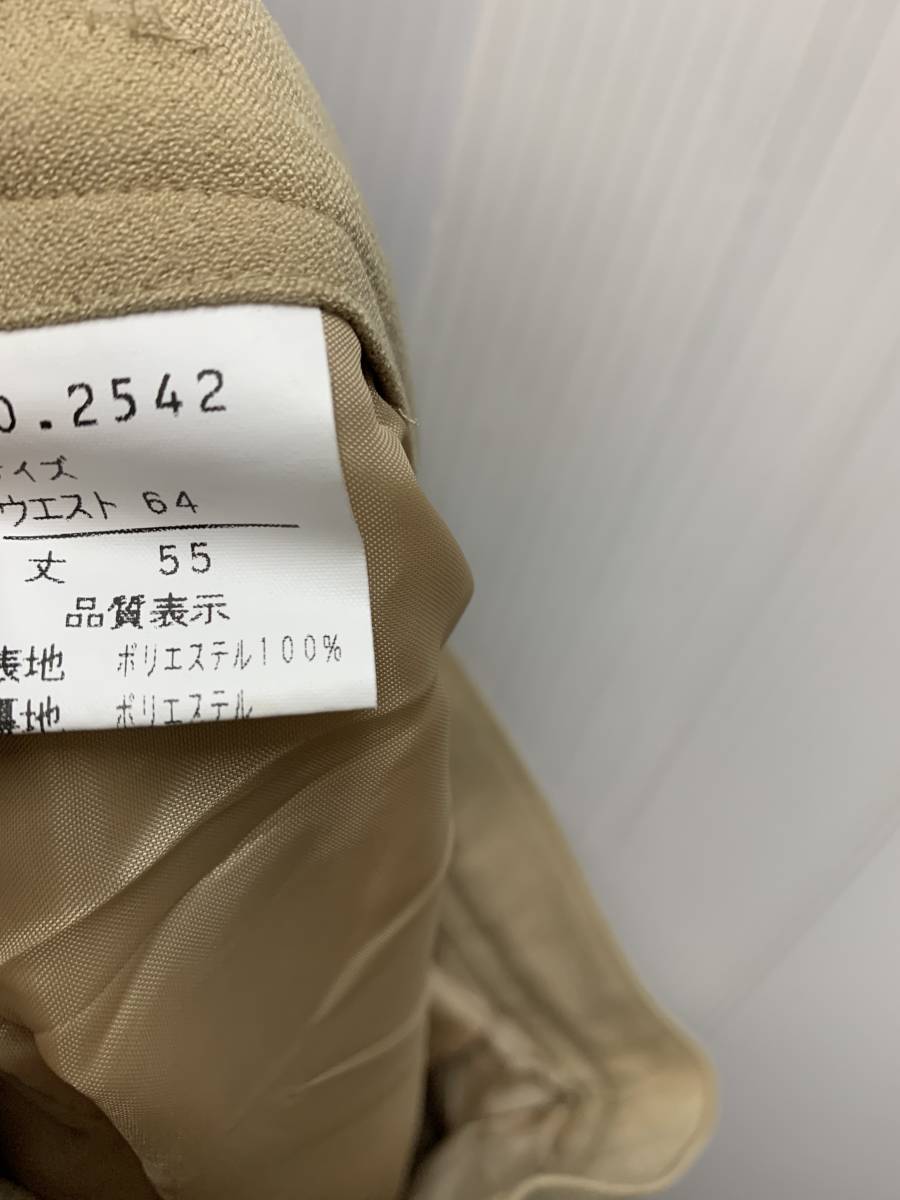 O.2542
サイズ
ウエスト 64
丈 55
品質表示
表地 ポリエステル100%
裏地 ポリエステル